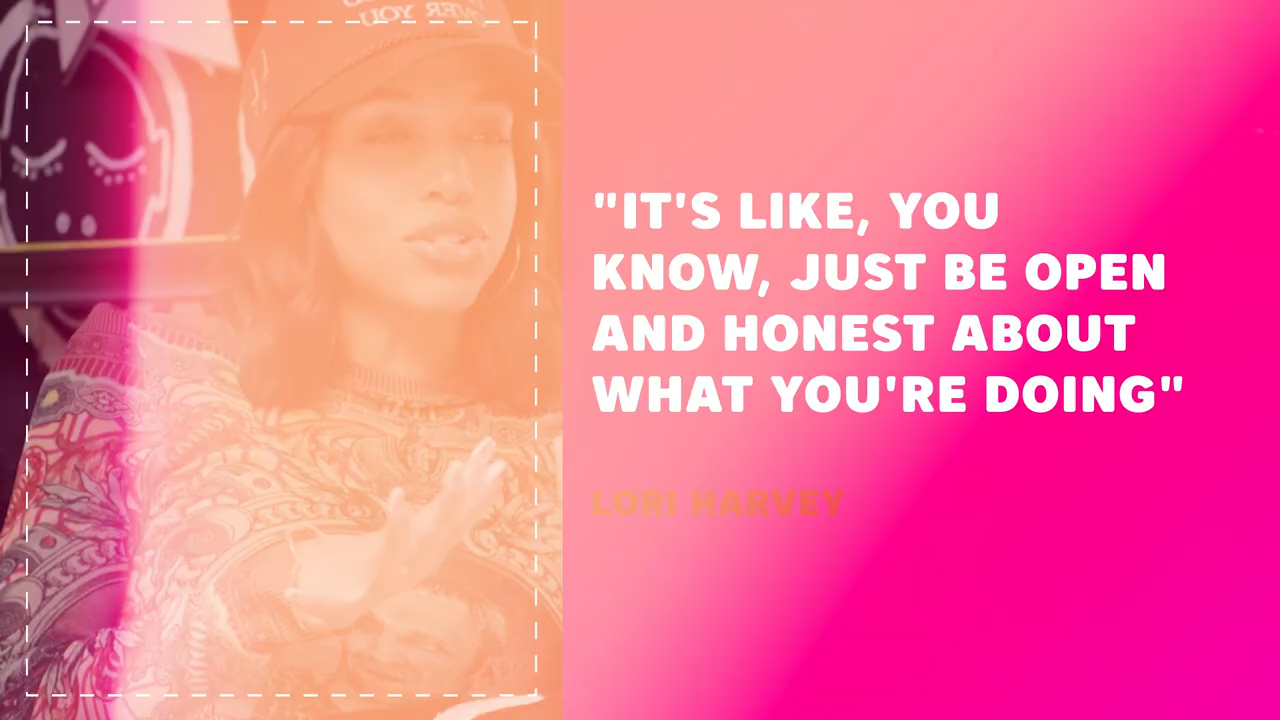 "IT'S LIKE, YOU
KNOW, JUST BE OPEN
AND HONEST ABOUT
WHAT YOU'RE DOING"
LORI HARVEY